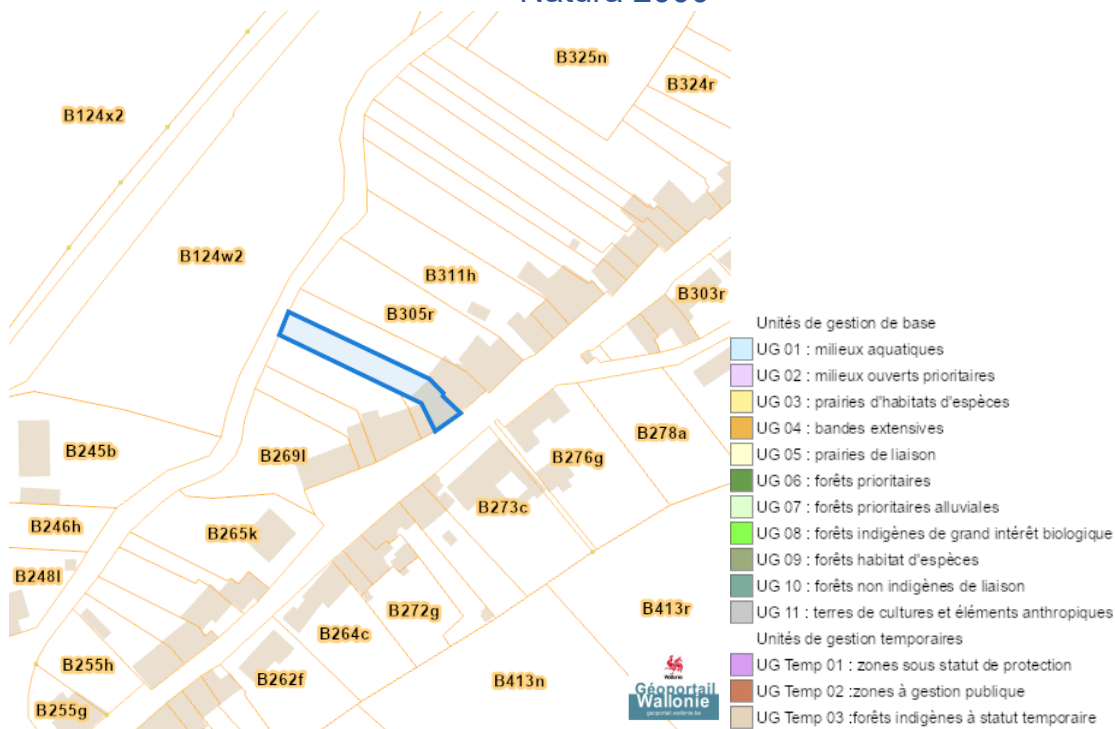 Natura 2000
B325n
B324r
B124x2
B124w2
B311h
B303r
B305r
B245b
B269l
B278a
B276g
B273c
B246h
B265k
B248l
B272g
B413r
B264c
B255h
B262f
B413n
B255g
Wallonie
Géoportail
Wallonie
geoportail.wallonie.be
Unités de gestion de base
UG 01 : milieux aquatiques
UG 02 : milieux ouverts prioritaires
UG 03 : prairies d'habitats d'espèces
UG 04 : bandes extensives
UG 05 : prairies de liaison
UG 06 : forêts prioritaires
UG 07 : forêts prioritaires alluviales
UG 08 : forêts indigènes de grand intérêt biologique
UG 09 : forêts habitat d'espèces
UG 10 : forêts non indigènes de liaison
UG 11 : terres de cultures et éléments anthropiques
Unités de gestion temporaires
UG Temp 01 : zones sous statut de protection
UG Temp 02 :zones à gestion publique
UG Temp 03 :forêts indigènes à statut temporaire